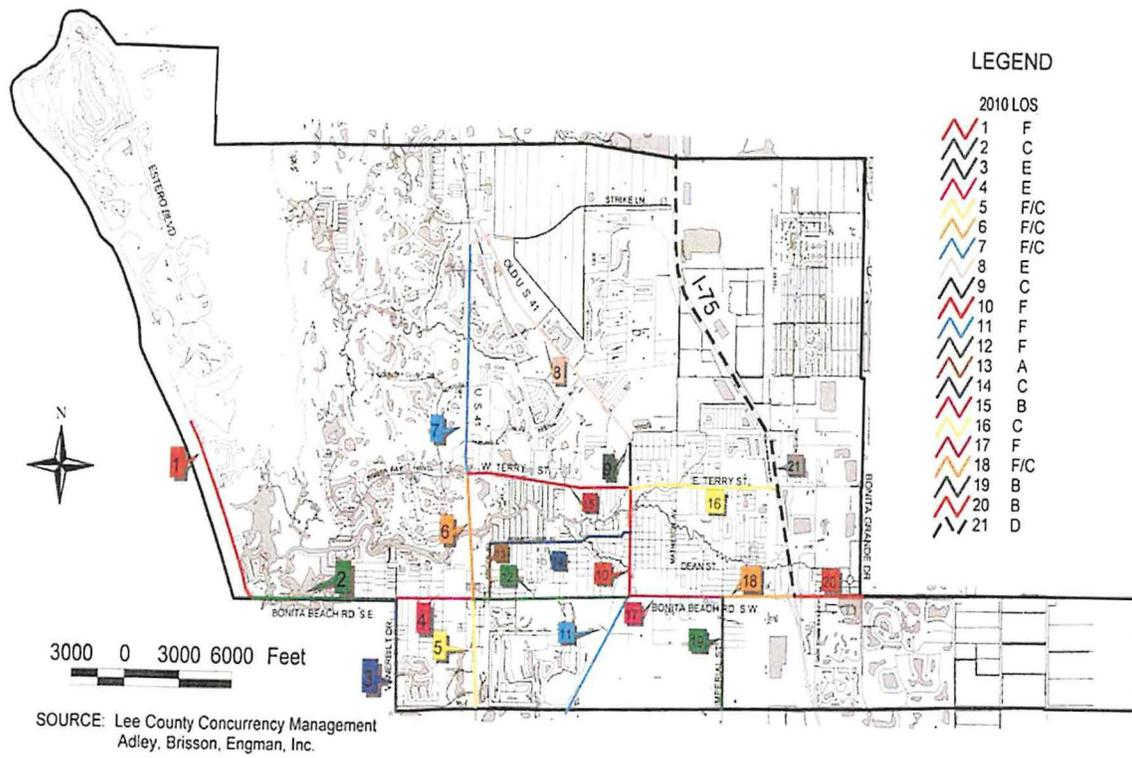 LEGEND
2010 LOS
1 F
2 C
3 E
4 E
5 F/C
6 F/C
7 F/C
8 E
9 C
10 F
11 F
12 F
13 A
14 C
15 B
16 C
17 F
18 F/C
19 B
20 B
21 D
ESTERO BLVD
STRIKE LN
OLD U S 41
I-75
8
U S 41
7
N
1
W. TERRY ST.
E. TERRY ST.
9
21
15
16
BONITA GRANDE DR
6
DEAN ST.
2
12
10
18
20
BONITA BEACH RD S.E
BONITA BEACH RD S.W.
4
17
11
5
19
3
3000 0 3000 6000 Feet
SOURCE: Lee County Concurrency Management
Adley, Brisson, Engman, Inc.